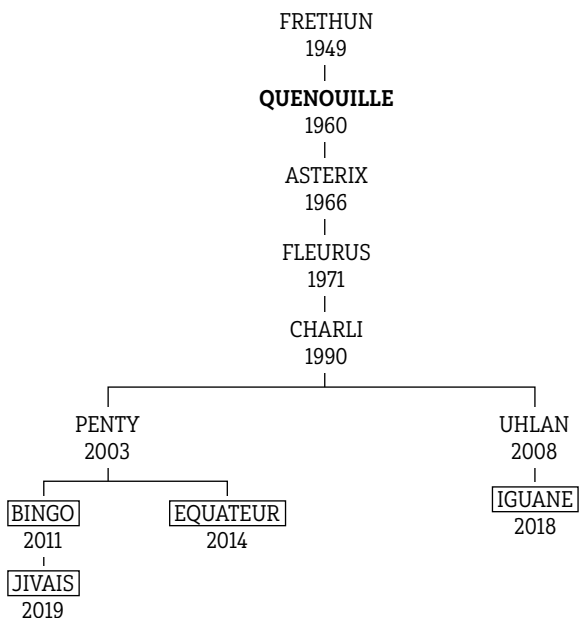 FRETHUN
1949
QUENOUILLE
1960
ASTERIX
1966
FLEURUS
1971
CHARLI
1990
PENTY
2003
UHLAN
2008
BINGO
2011
EQUATEUR
2014
IGUANE
2018
JIVAIS
2019